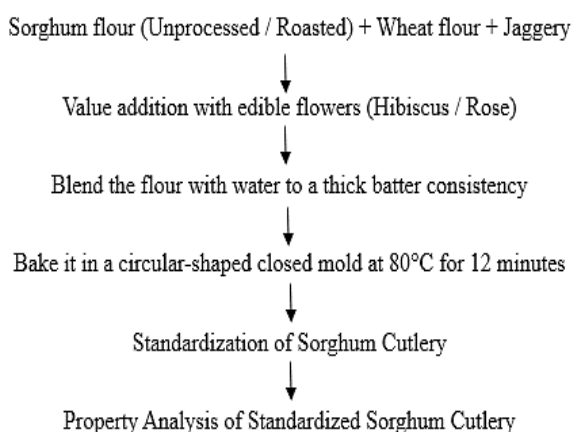 Sorghum flour (Unprocessed / Roasted) + Wheat flour + Jaggery
Value addition with edible flowers (Hibiscus / Rose)
Blend the flour with water to a thick batter consistency
Bake it in a circular-shaped closed mold at 80°C for 12 minutes
Standardization of Sorghum Cutlery
Property Analysis of Standardized Sorghum Cutlery